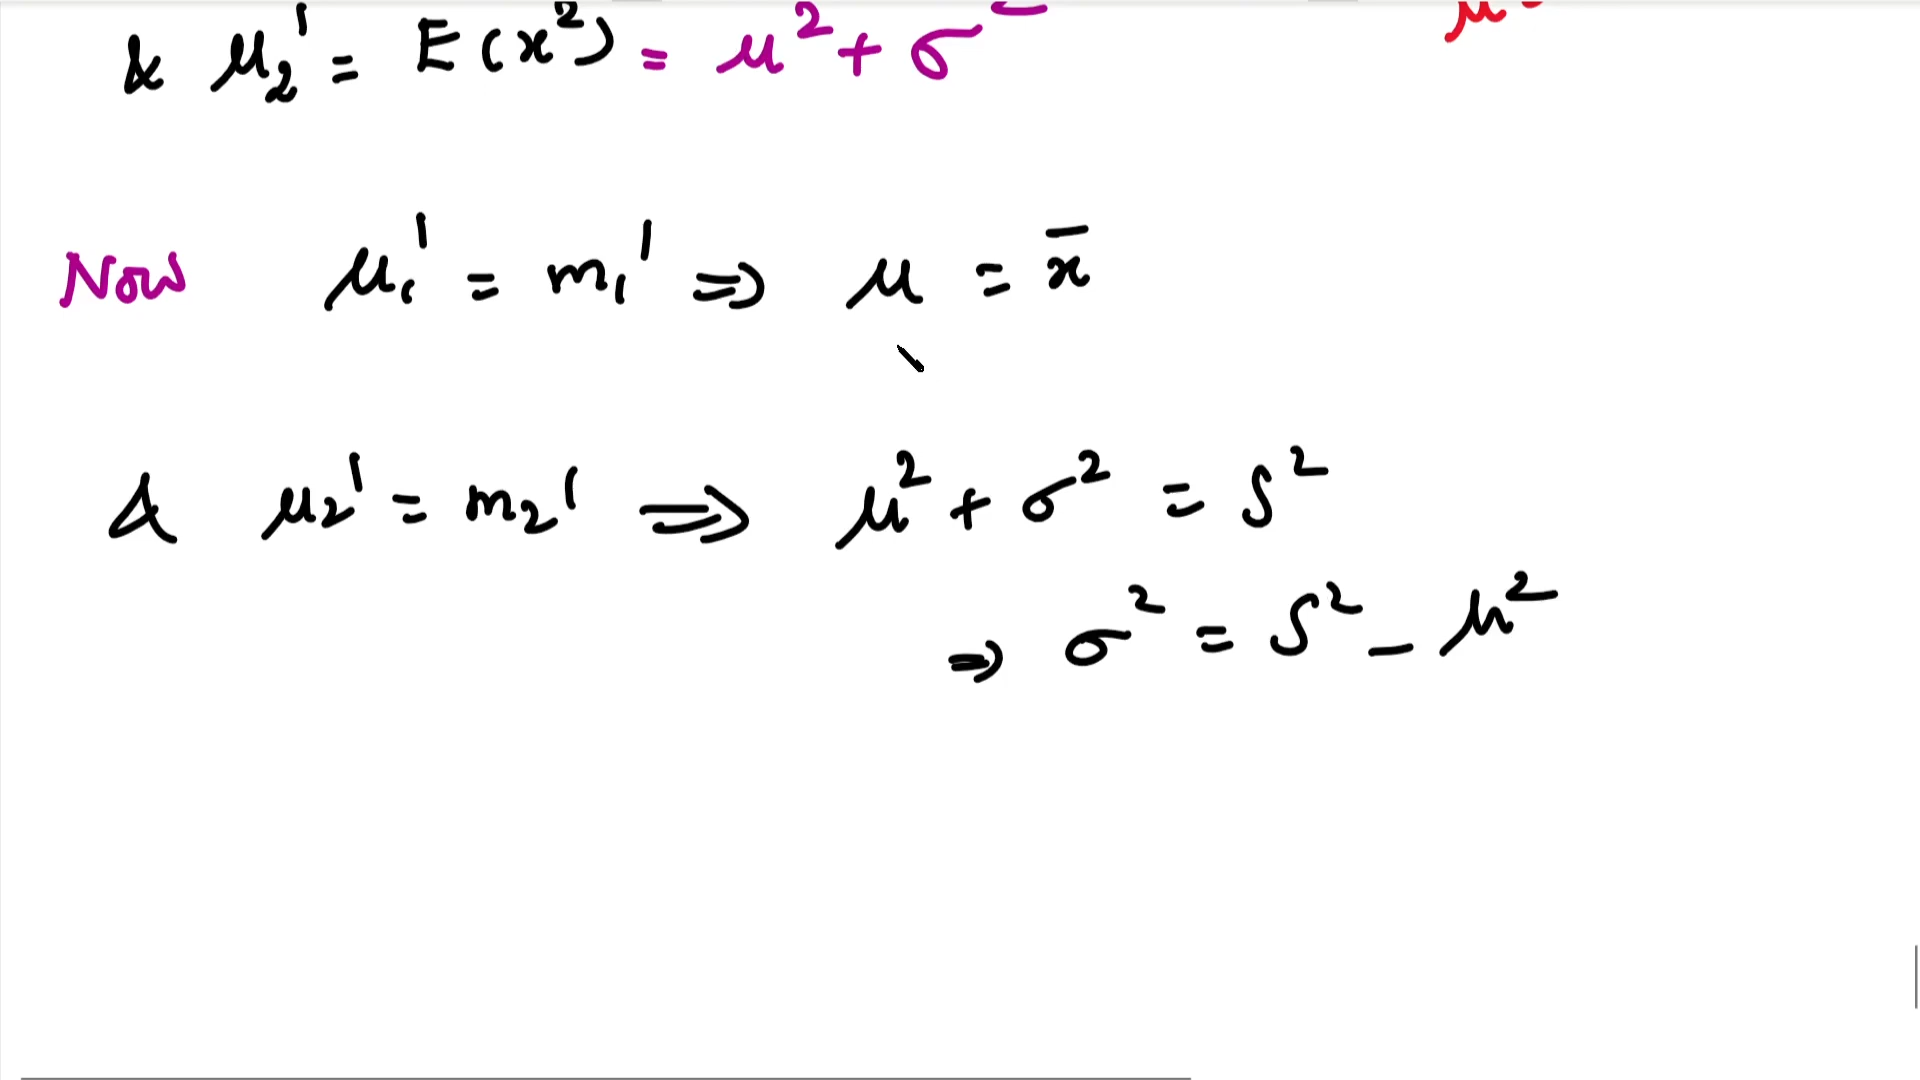 & μ₂' = E(x²) = μ² + σ²
Now μ₁' = m₁' ⇒ μ = x̄
& μ₂' = m₂' ⟹ μ² + σ² = S²
⇒ σ² = S² - μ²